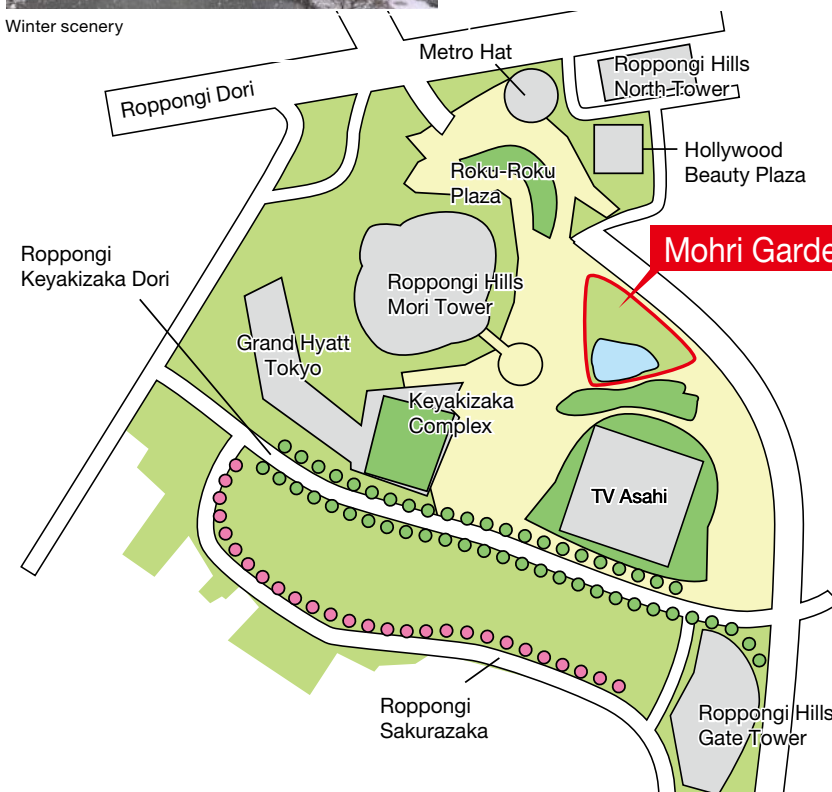 Winter scenery
Metro Hat
Roppongi Hills
North Tower
Roppongi Dori
Hollywood
Beauty Plaza
Roku-Roku
Plaza
Mohri Garde
Roppongi
Keyakizaka Dori
Roppongi Hills
Mori Tower
Grand Hyatt
Tokyo
Keyakizaka
Complex
TV Asahi
Roppongi
Sakurazaka
Roppongi Hills
Gate Tower